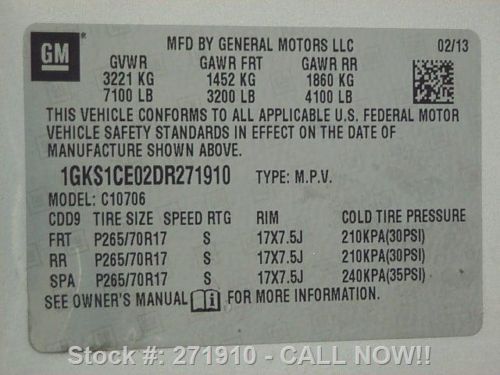 GM
MFD BY GENERAL MOTORS LLC 02/13
GVWR GAWR FRT GAWR RR
3221 KG 1452 KG 1860 KG
7100 LB 3200 LB 4100 LB
THIS VEHICLE CONFORMS TO ALL APPLICABLE U.S. FEDERAL MOTOR
VEHICLE SAFETY STANDARDS IN EFFECT ON THE DATE OF
MANUFACTURE SHOWN ABOVE.
1GKS1CE02DR271910 TYPE: M.P.V.
MODEL: C10706
CDD9 TIRE SIZE SPEED RTG RIM COLD TIRE PRESSURE
FRT P265/70R17 S 17X7.5J 210KPA(30PSI)
RR P265/70R17 S 17X7.5J 210KPA(30PSI)
SPA P265/70R17 S 17X7.5J 240KPA(35PSI)
SEE OWNER'S MANUAL FOR MORE INFORMATION.
Stock #: 271910 - CALL NOW!!